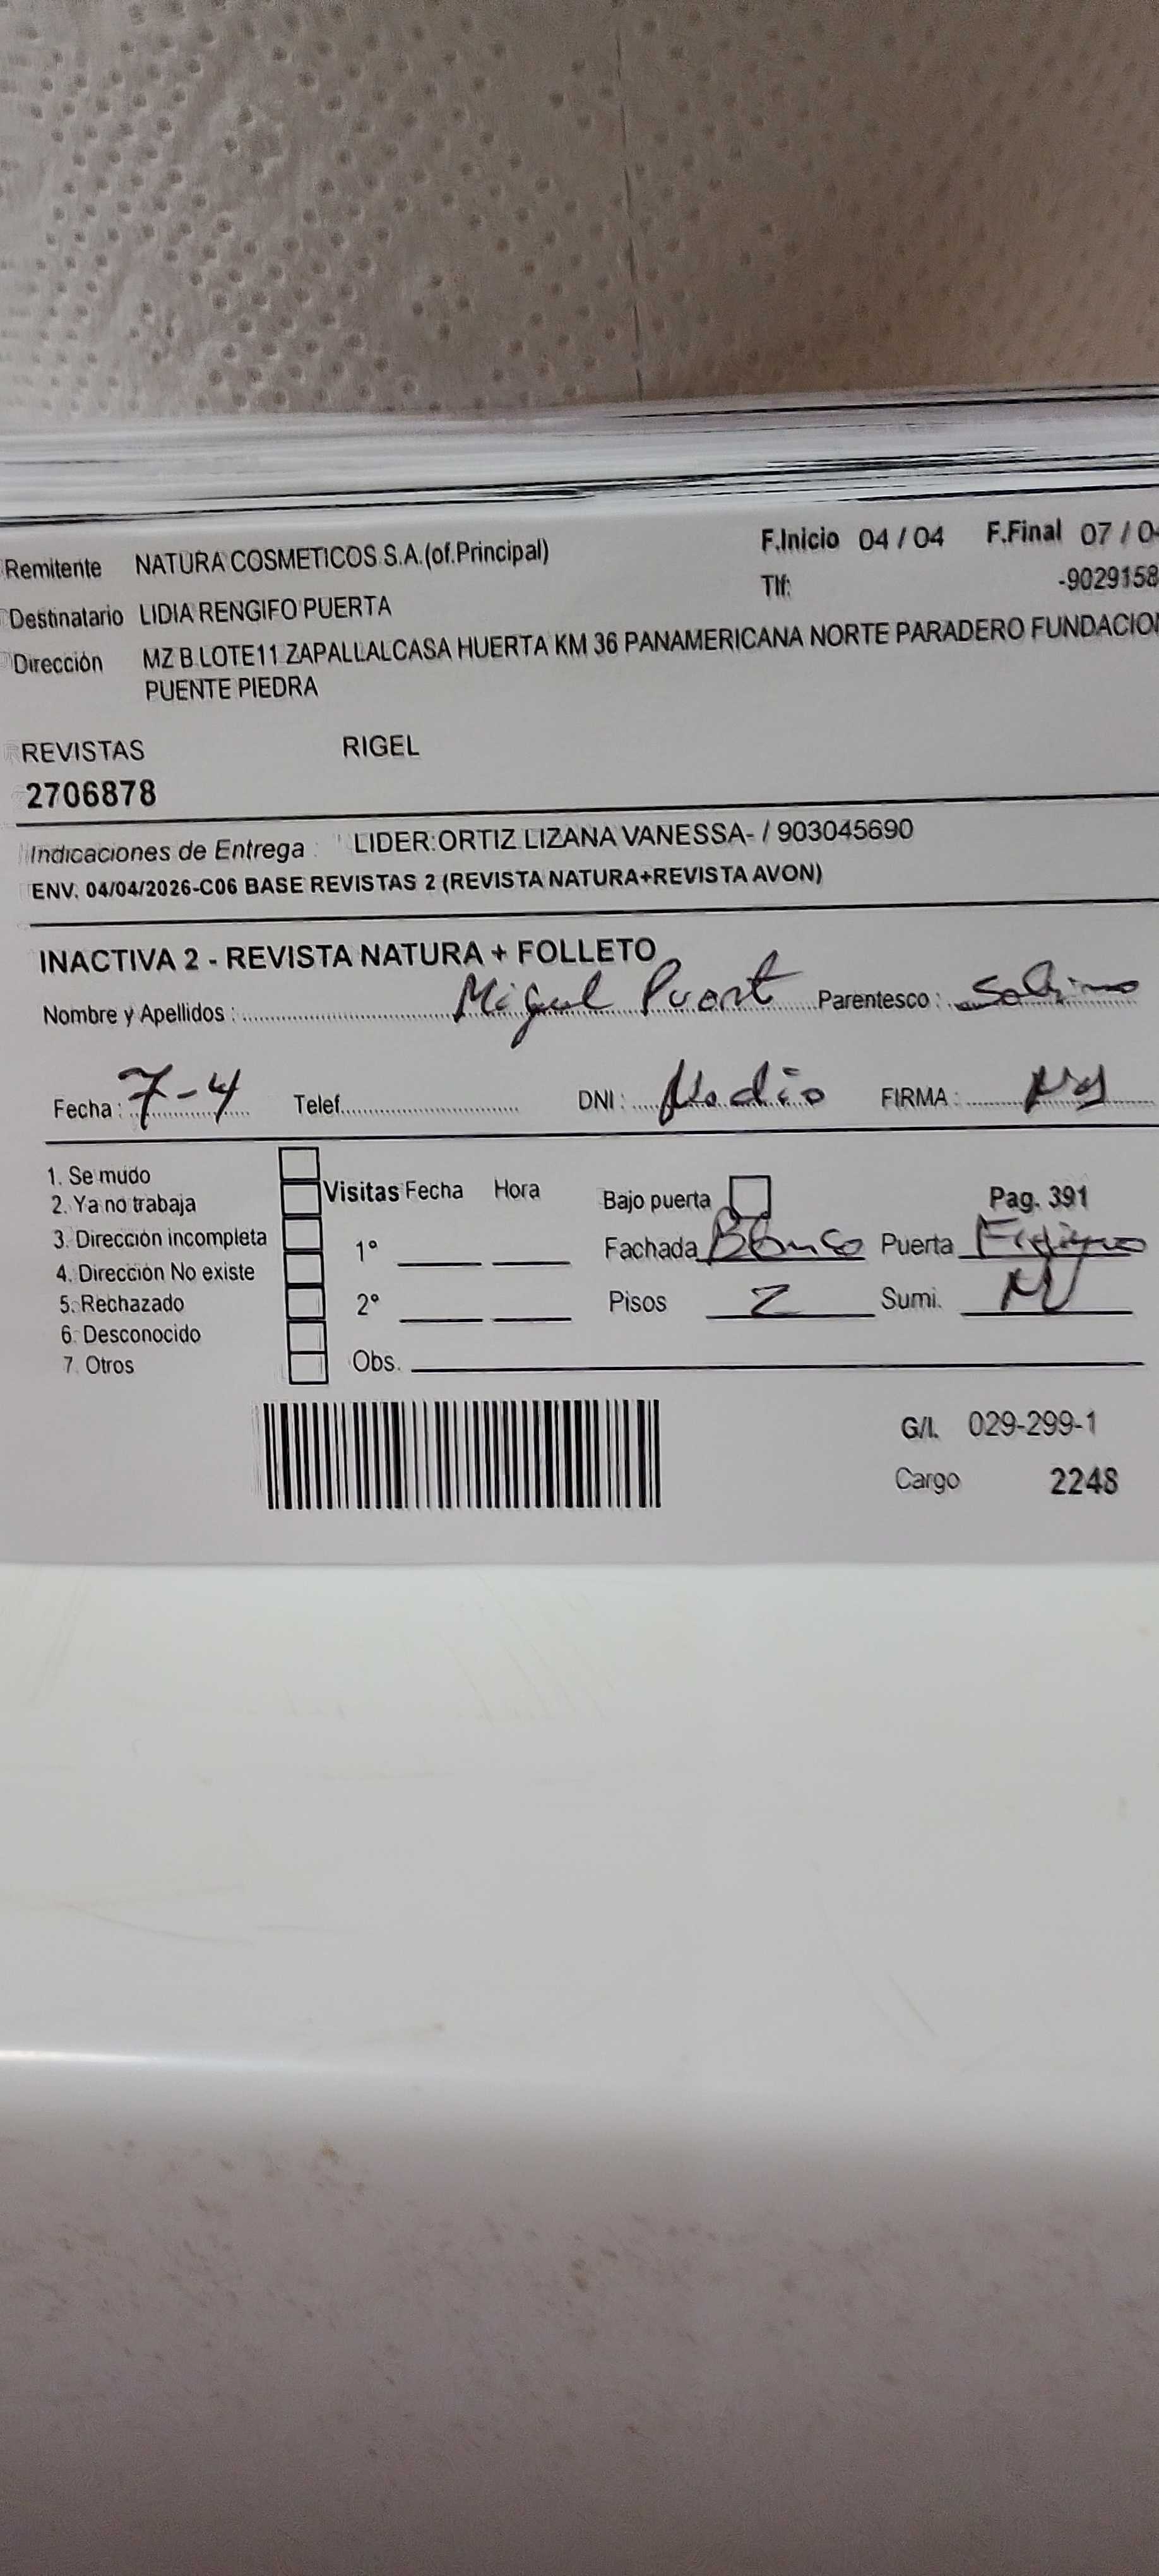 Remitente NATURA COSMETICOS S.A.(of.Principal) F.Inicio 04 / 04 F.Final 07 / 0
Tlf: -9029158
Destinatario LIDIA RENGIFO PUERTA
Dirección MZ B LOTE11 ZAPALLALCASA HUERTA KM 36 PANAMERICANA NORTE PARADERO FUNDACIO
PUENTE PIEDRA
REVISTAS RIGEL
2706878
Indicaciones de Entrega : LIDER:ORTIZ LIZANA VANESSA- / 903045690
ENV. 04/04/2026-C06 BASE REVISTAS 2 (REVISTA NATURA+REVISTA AVON)
INACTIVA 2 - REVISTA NATURA + FOLLETO
Nombre y Apellidos : Miguel Puert Parentesco : Sobrino
Fecha : 7-4 Telef. DNI : No dio FIRMA :
1. Se mudo
2. Ya no trabaja Visitas Fecha Hora Bajo puerta Pag. 391
3. Dirección incompleta 1° Fachada Blanco Puerta
4. Dirección No existe
5. Rechazado 2° Pisos 2 Sumi.
6. Desconocido
7. Otros Obs.
G/I. 029-299-1
Cargo 2248